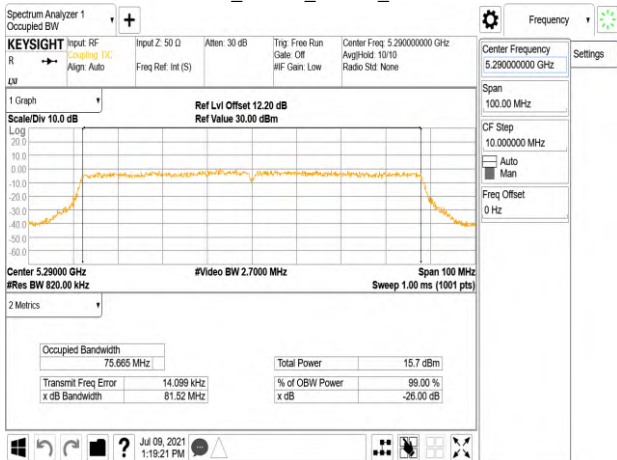 Spectrum Analyzer 1
Occupied BW
+
Frequency
KEYSIGHT
R
LXI
Input: RF
Coupling: DC
Align: Auto
Input Z: 50 Ω
Freq Ref: Int (S)
Atten: 30 dB
Trig: Free Run
Gate: Off
#IF Gain: Low
Center Freq: 5.290000000 GHz
Avg|Hold: 10/10
Radio Std: None
Center Frequency
5.290000000 GHz
Settings
Span
100.00 MHz
CF Step
10.000000 MHz
Auto
Man
Freq Offset
0 Hz
1 Graph
Scale/Div 10.0 dB
Ref Lvl Offset 12.20 dB
Ref Value 30.00 dBm
Log
20.0
10.0
0.00
-10.0
-20.0
-30.0
-40.0
-50.0
-60.0
Center 5.29000 GHz
#Video BW 2.7000 MHz
Span 100 MHz
#Res BW 820.00 kHz
Sweep 1.00 ms (1001 pts)
2 Metrics
Occupied Bandwidth
75.665 MHz
Total Power 15.7 dBm
Transmit Freq Error 14.099 kHz
% of OBW Power 99.00 %
x dB Bandwidth 81.52 MHz
x dB -26.00 dB
?
Jul 09, 2021
1:19:21 PM